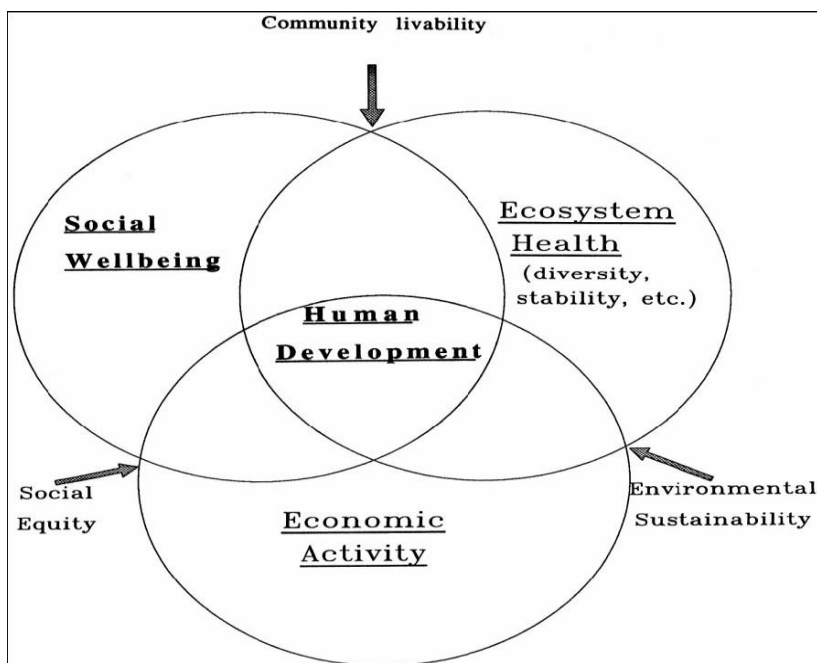 Community livability
Social
Wellbeing
Ecosystem
Health
(diversity,
stability, etc.)
Human
Development
Social
Equity
Environmental
Sustainability
Economic
Activity